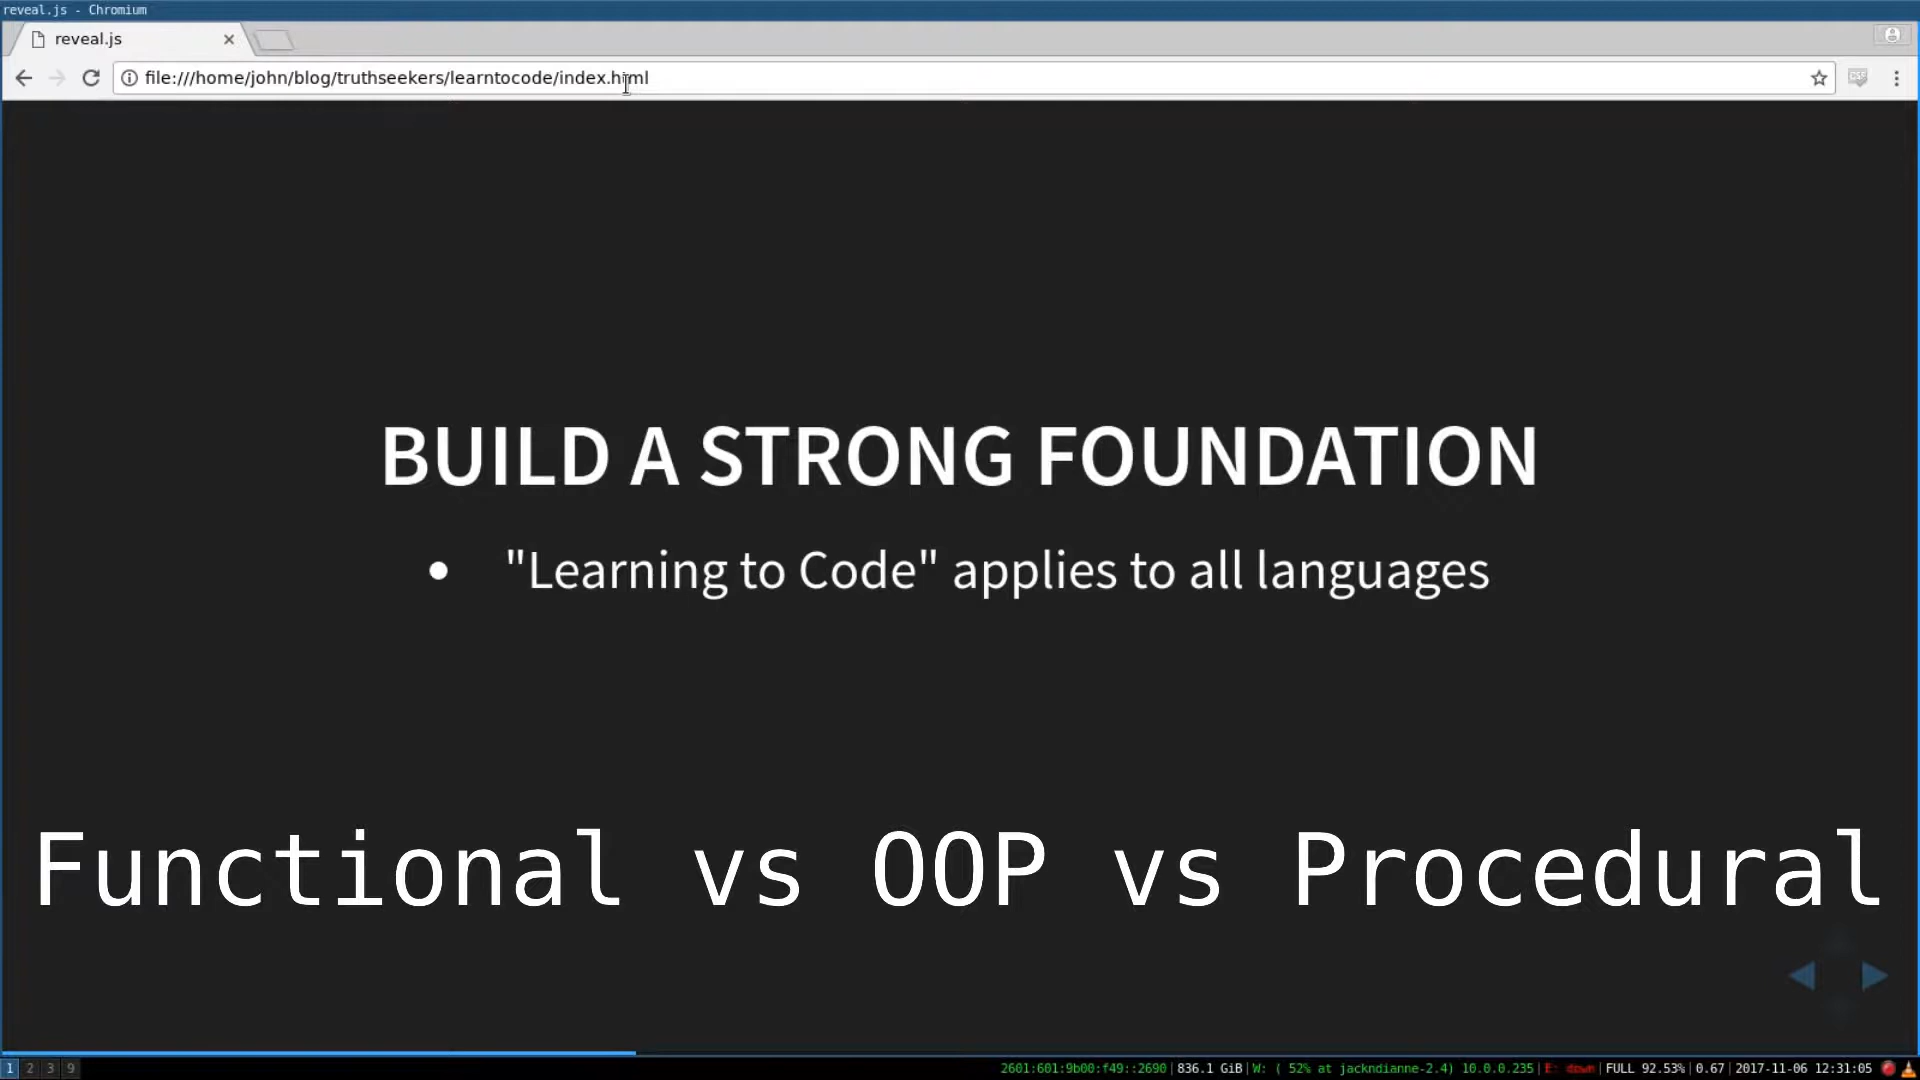 reveal.js - Chromium
reveal.js
file:///home/john/blog/truthseekers/learntocode/index.html
BUILD A STRONG FOUNDATION
• "Learning to Code" applies to all languages
Functional vs OOP vs Procedural
1 2 3 9
2601:601:9b00:f49::2690|836.1 GiB|W: ( 52% at jackndianne-2.4) 10.0.0.235|E: down|FULL 92.53%|0.67|2017-11-06 12:31:05